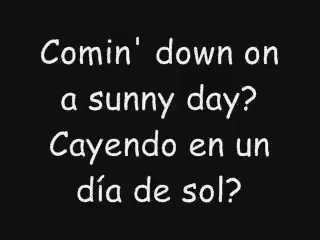 Comin' down on
a sunny day?
Cayendo en un
día de sol?